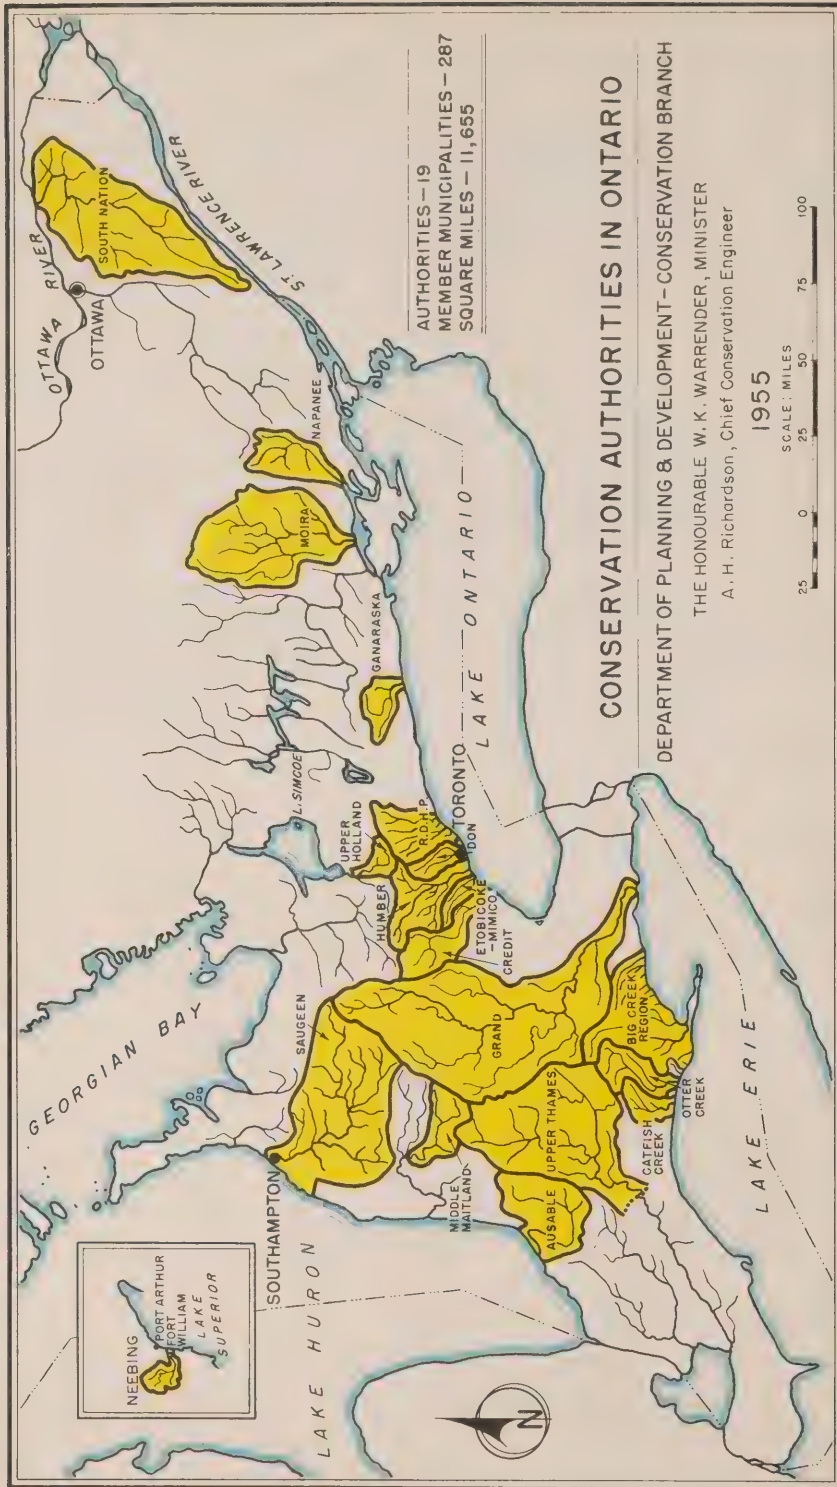 CONSERVATION AUTHORITIES IN ONTARIO
DEPARTMENT OF PLANNING & DEVELOPMENT-CONSERVATION BRANCH
THE HONOURABLE W. K. WARRENDER, MINISTER
A. H. Richardson, Chief Conservation Engineer
1955
SCALE: MILES
25 0 25 50 75 100
AUTHORITIES-19
MEMBER MUNICIPALITIES-287
SQUARE MILES-11,655
NEEBING
PORT ARTHUR
FORT
WILLIAM
LAKE
SUPERIOR
GEORGIAN BAY
LAKE HURON
SOUTHAMPTON
SAUGEEN
MIDDLE
MAITLAND
AUSABLE
UPPER THAMES
GRAND
CATFISH
CREEK
OTTER
CREEK
BIG CREEK
REGION
LAKE ERIE
L. SIMCOE
UPPER
HOLLAND
HUMBER
R.D.H.P.
DON
TORONTO
ETOBICOKE
-MIMICO
CREDIT
LAKE ONTARIO
GANARASKA
MOIRA
NAPANEE
OTTAWA RIVER
OTTAWA
SOUTH NATION
ST LAWRENCE RIVER
N